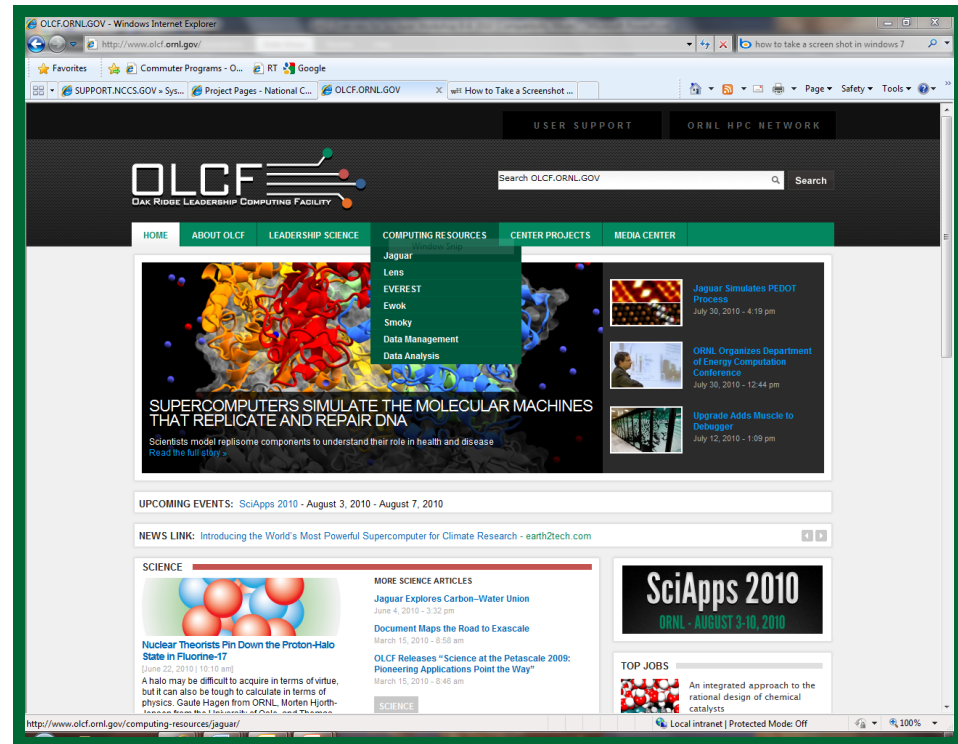 OLCF.ORNL.GOV - Windows Internet Explorer
http://www.olcf.ornl.gov/
how to take a screen shot in windows 7
Favorites
Commuter Programs - O...
RT
Google
SUPPORT.NCCS.GOV » Sys...
Project Pages - National C...
OLCF.ORNL.GOV
X
wH How to Take a Screenshot ...
Page
Safety
Tools
USER SUPPORT
ORNL HPC NETWORK
OLCF
OAK RIDGE LEADERSHIP COMPUTING FACILITY
Search OLCF.ORNL.GOV
Search
HOME
ABOUT OLCF
LEADERSHIP SCIENCE
COMPUTING RESOURCES
CENTER PROJECTS
MEDIA CENTER
Window Snip
Jaguar
Lens
EVEREST
Ewok
Smoky
Data Management
Data Analysis
SUPERCOMPUTERS SIMULATE THE MOLECULAR MACHINES
THAT REPLICATE AND REPAIR DNA
Scientists model replisome components to understand their role in health and disease
Read the full story »
Jaguar Simulates PEDOT
Process
July 30, 2010 - 4:19 pm
ORNL Organizes Department
of Energy Computation
Conference
July 30, 2010 - 12:44 pm
Upgrade Adds Muscle to
Debugger
July 12, 2010 - 1:09 pm
UPCOMING EVENTS: SciApps 2010 - August 3, 2010 - August 7, 2010
NEWS LINK: Introducing the World's Most Powerful Supercomputer for Climate Research - earth2tech.com
SCIENCE
Nuclear Theorists Pin Down the Proton-Halo
State in Fluorine-17
[June 22, 2010 | 10:10 am]
A halo may be difficult to acquire in terms of virtue,
but it can also be tough to calculate in terms of
physics. Gaute Hagen from ORNL, Morten Hjorth-
Jensen from the University of Oslo, and Thomas
MORE SCIENCE ARTICLES
Jaguar Explores Carbon–Water Union
June 4, 2010 - 3:32 pm
Document Maps the Road to Exascale
March 15, 2010 - 8:58 am
OLCF Releases “Science at the Petascale 2009:
Pioneering Applications Point the Way”
March 15, 2010 - 8:46 am
SCIENCE
SciApps 2010
ORNL - AUGUST 3-10, 2010
TOP JOBS
An integrated approach to the
rational design of chemical
catalysts
http://www.olcf.ornl.gov/computing-resources/jaguar/
Local intranet | Protected Mode: Off
100%